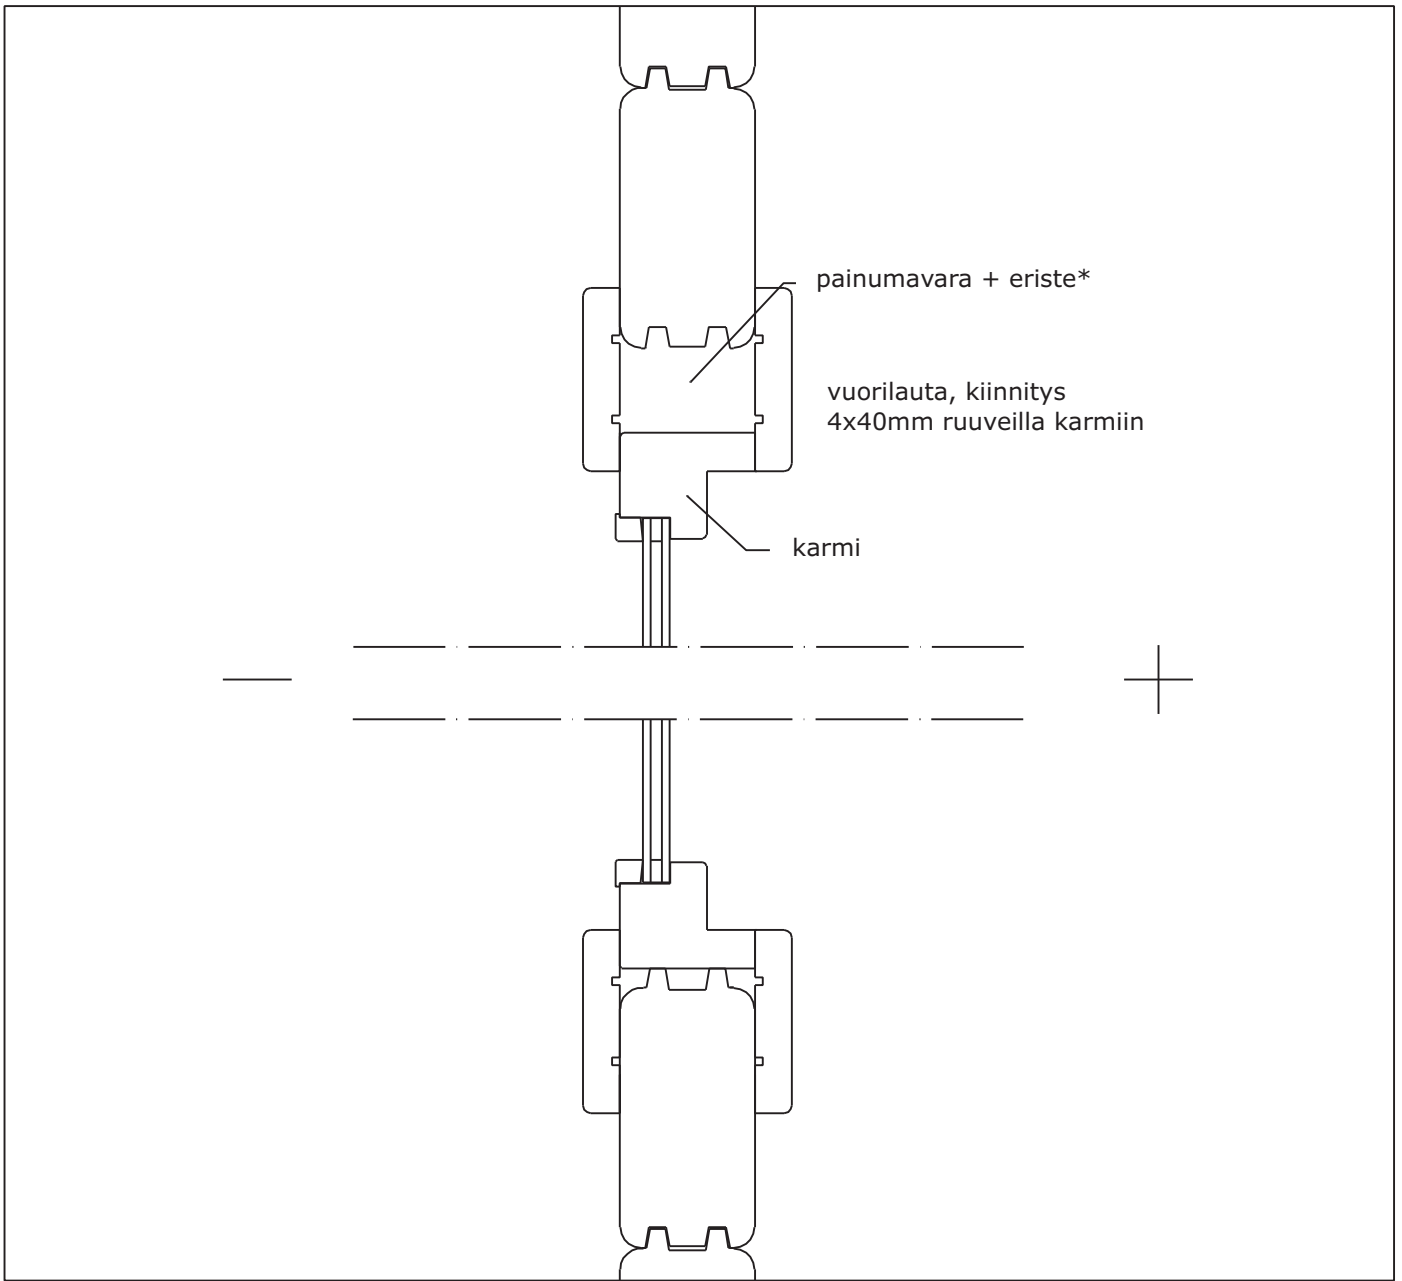 painumavara + eriste*
vuorilauta, kiinnitys
4x40mm ruuveilla karmiin
karmi